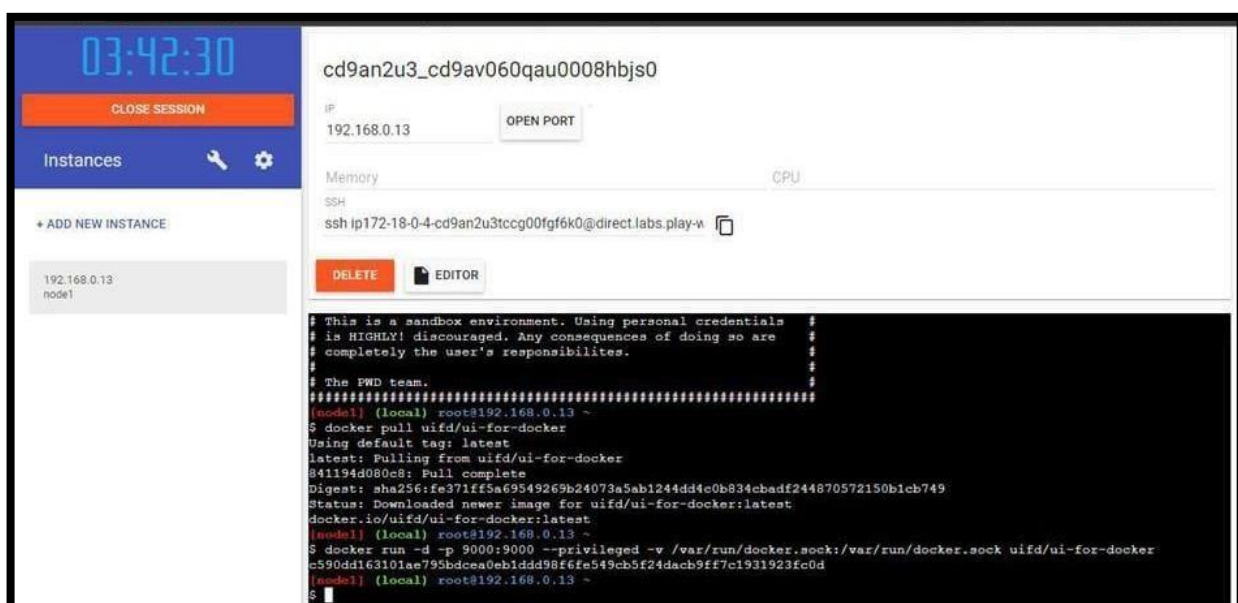 03:42:30
CLOSE SESSION
Instances
+ ADD NEW INSTANCE
192.168.0.13
node1
cd9an2u3_cd9av060qau0008hbjs0
IP
192.168.0.13
OPEN PORT
Memory
CPU
SSH
ssh ip172-18-0-4-cd9an2u3tccg00fgf6k0@direct.labs.play-w
DELETE
EDITOR
# This is a sandbox environment. Using personal credentials #
# is HIGHLY! discouraged. Any consequences of doing so are #
# completely the user's responsibilites. #
# #
# The PWD team. #
###############################################################
[node1] (local) root@192.168.0.13 ~
$ docker pull uifd/ui-for-docker
Using default tag: latest
latest: Pulling from uifd/ui-for-docker
841194d080c8: Pull complete
Digest: sha256:fe371ff5a69549269b24073a5ab1244dd4c0b834cbadf244870572150b1cb749
Status: Downloaded newer image for uifd/ui-for-docker:latest
docker.io/uifd/ui-for-docker:latest
[node1] (local) root@192.168.0.13 ~
$ docker run -d -p 9000:9000 --privileged -v /var/run/docker.sock:/var/run/docker.sock uifd/ui-for-docker
c590dd163101ae795bdcea0eb1ddd98f6fe549cb5f24dacb9ff7c1931923fc0d
[node1] (local) root@192.168.0.13 ~
$